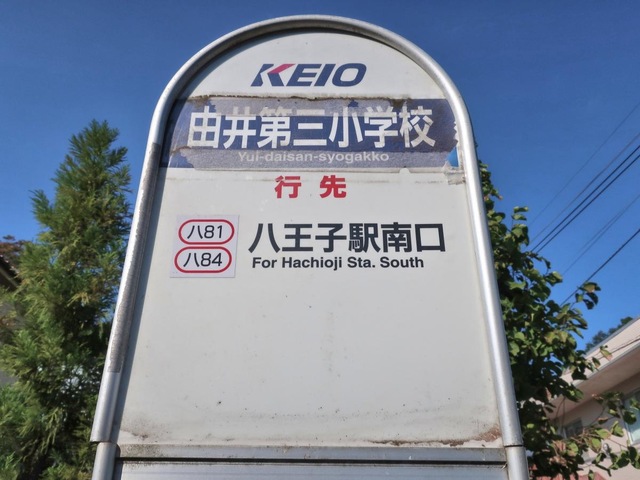 KEIO
由井第三小学校
Yui-daisan-syogakko
行先
八81
八84
八王子駅南口
For Hachioji Sta. South